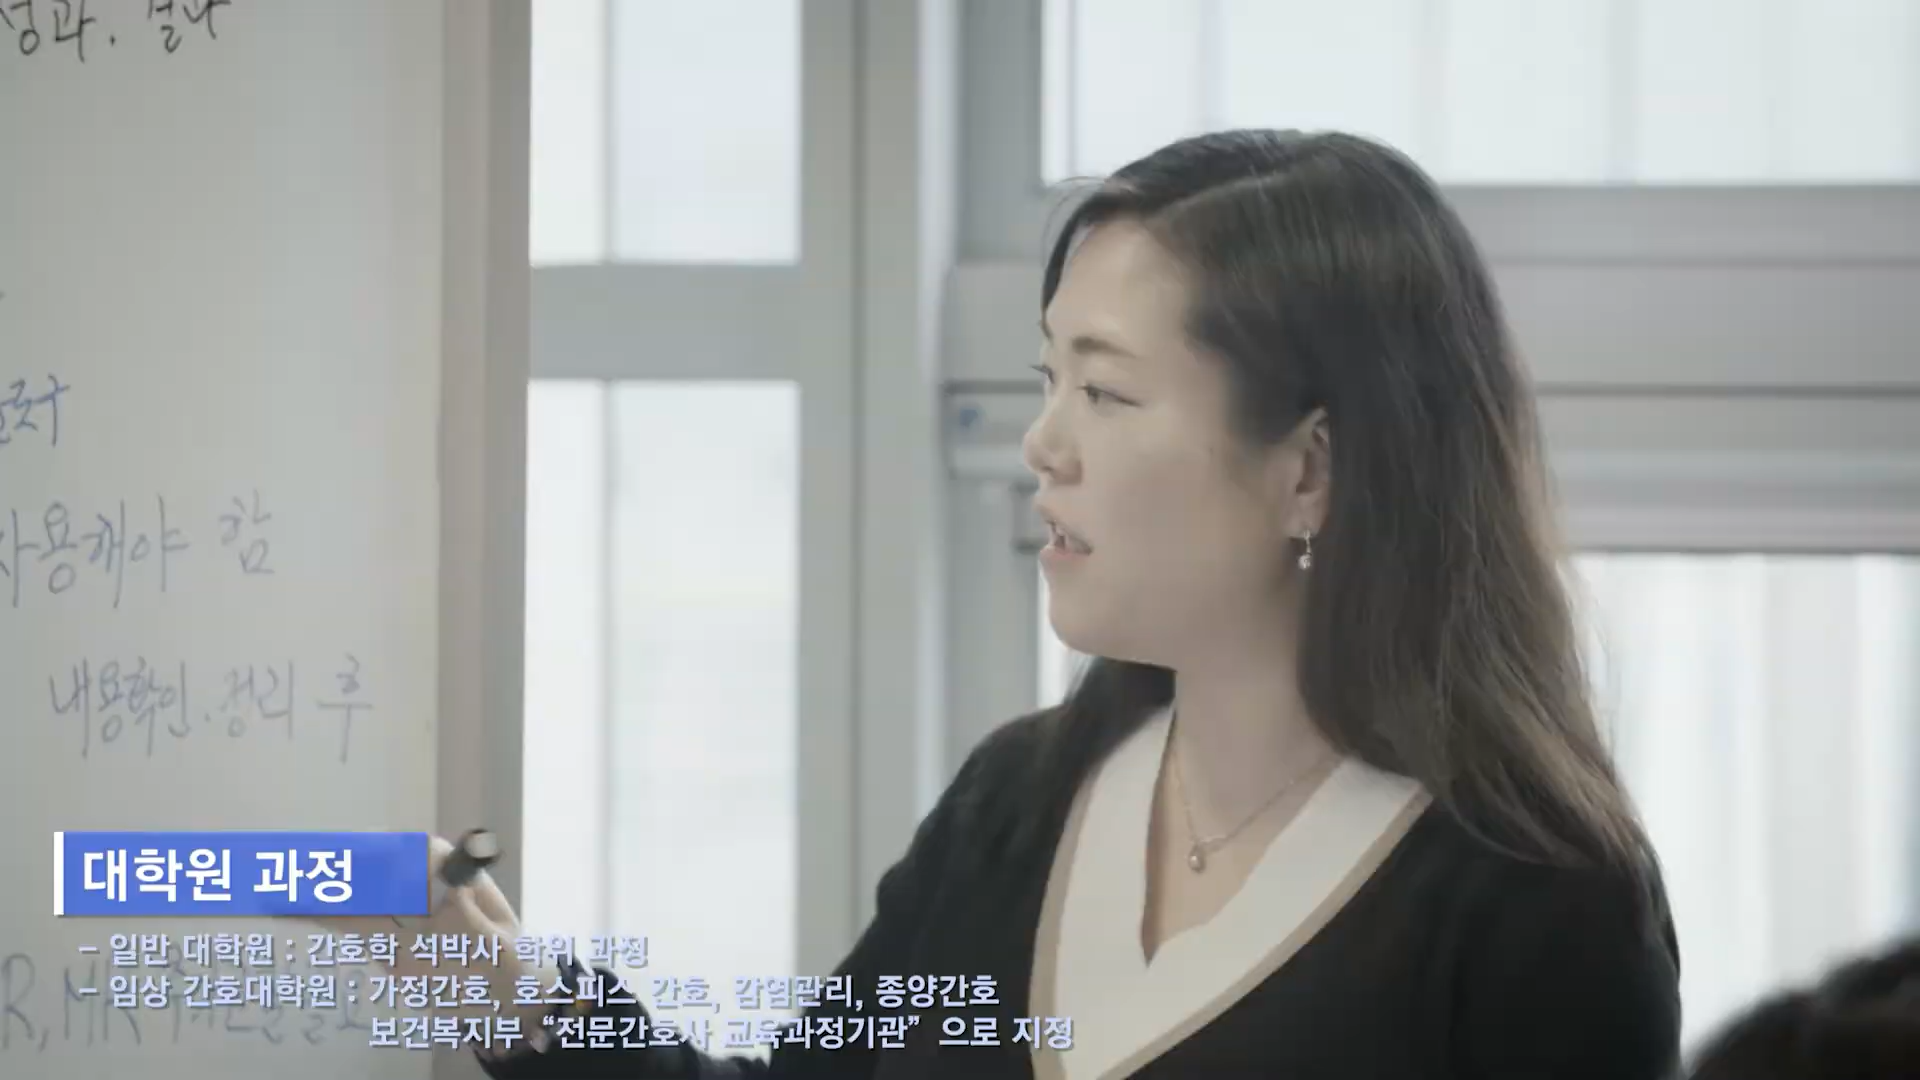 성과. 결과
사용해야 함
내용확인.정리 후
대학원 과정
– 일반 대학원 : 간호학 석박사 학위 과정
– 임상 간호대학원 : 가정간호, 호스피스 간호, 감염관리, 종양간호
보건복지부 “전문간호사 교육과정기관” 으로 지정